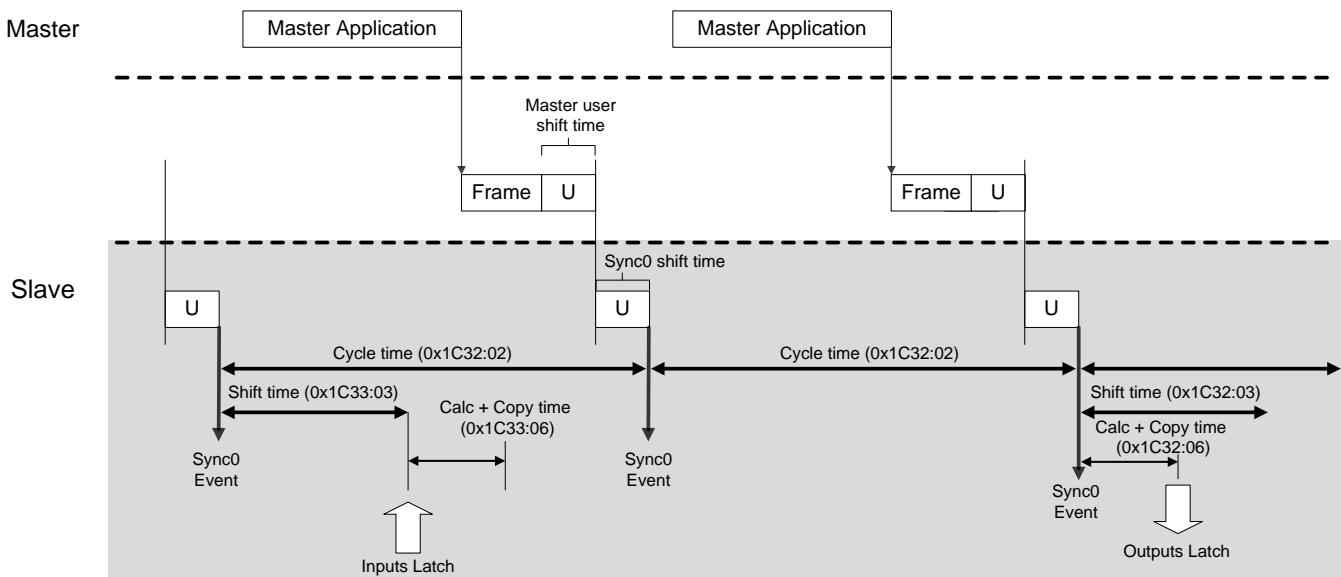 Master
Master Application
Master Application
Master user
shift time
Frame
U
Frame
U
Slave
Sync0 shift time
U
U
U
Cycle time (0x1C32:02)
Cycle time (0x1C32:02)
Shift time (0x1C33:03)
Shift time (0x1C32:03)
Calc + Copy time
(0x1C33:06)
Calc + Copy time
(0x1C32:06)
Sync0
Event
Sync0
Event
Sync0
Event
Inputs Latch
Outputs Latch